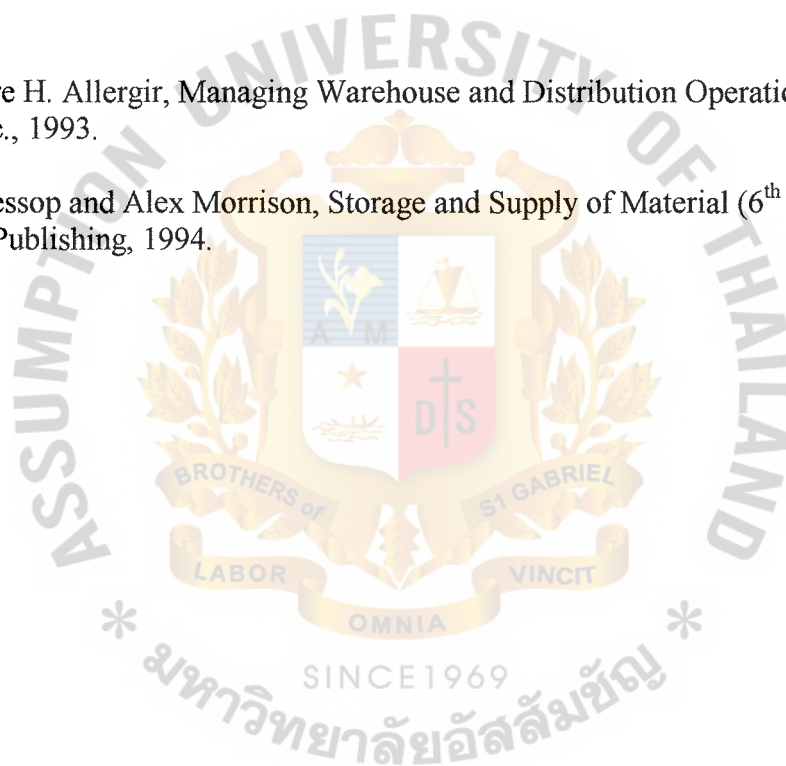 re H. Allergir, Managing Warehouse and Distribution Operatio
c., 1993.
essop and Alex Morrison, Storage and Supply of Material (6th
Publishing, 1994.
ASSUMPTION UNIVERSITY OF THAILAND
A M
D S
BROTHERS of S1 GABRIEL
LABOR VINCIT
OMNIA
SINCE1969
* มหาวิทยาลัยอัสสัมชัญ *